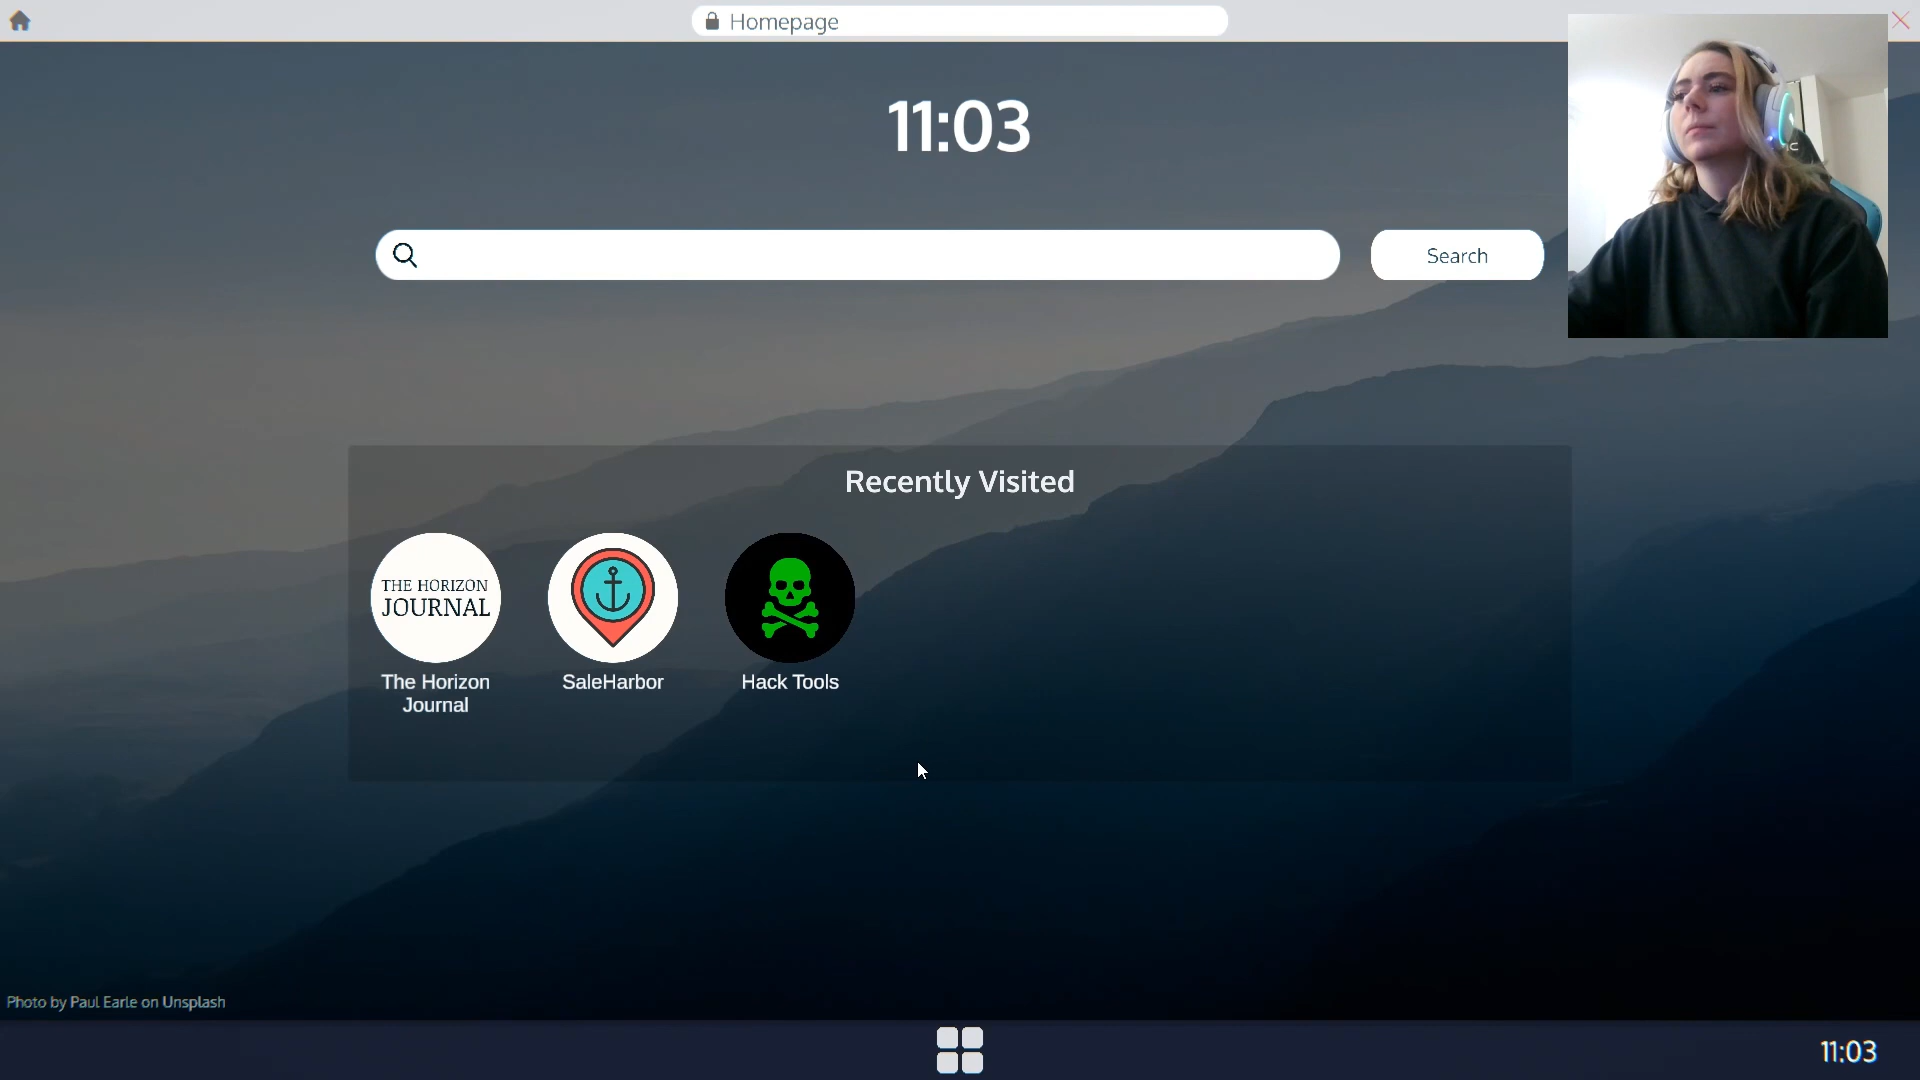 Homepage
11:03
Search
Recently Visited
THE HORIZON
JOURNAL
The Horizon
Journal
SaleHarbor
Hack Tools
Photo by Paul Earle on Unsplash
11:03